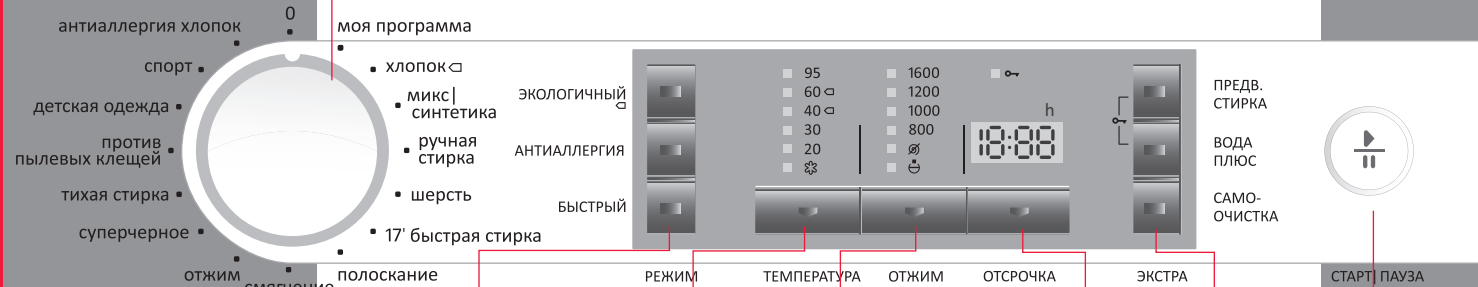 0
антиаллергия хлопок
моя программа
спорт
хлопок
детская одежда
микс|
синтетика
против
пылевых клещей
ручная
стирка
тихая стирка
шерсть
суперчерное
17' быстрая стирка
отжим
полоскание
смягчение
ЭКОЛОГИЧНЫЙ
АНТИАЛЛЕРГИЯ
БЫСТРЫЙ
РЕЖИМ
95
60
40
30
20
ТЕМПЕРАТУРА
1600
1200
1000
800
ОТЖИМ
h
18:88
ОТСРОЧКА
ПРЕДВ.
СТИРКА
ВОДА
ПЛЮС
САМО-
ОЧИСТКА
ЭКСТРА
СТАРТ| ПАУЗА